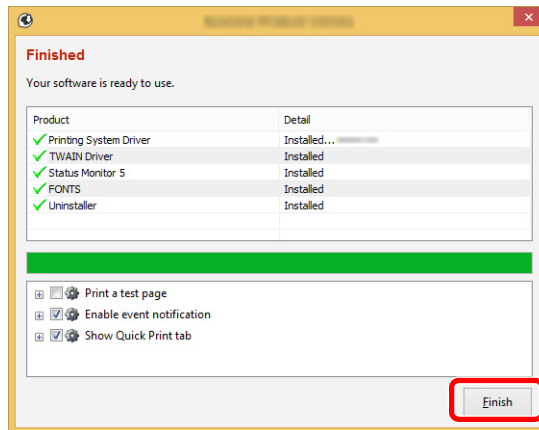 Finished
Your software is ready to use.
Product Detail
Printing System Driver Installed...
TWAIN Driver Installed
Status Monitor 5 Installed
FONTS Installed
Uninstaller Installed
Print a test page
Enable event notification
Show Quick Print tab
Finish